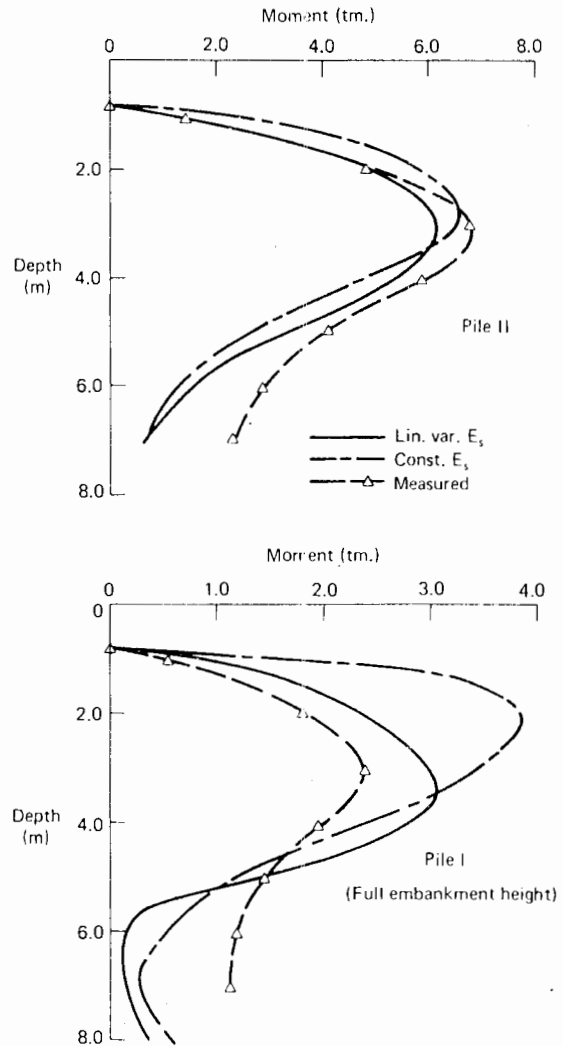 Moment (tm.)
0 2.0 4.0 6.0 8.0
2.0
Depth
(m)
4.0
Pile II
6.0
Lin. var. Es
Const. Es
Measured
8.0
Moment (tm.)
0 1.0 2.0 3.0 4.0
0
2.0
Depth
(m)
4.0
Pile I
(Full embankment height)
6.0
8.0